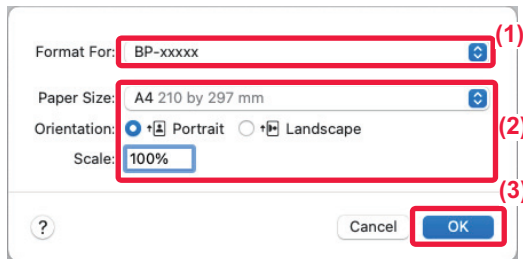 (1)
Format For: BP-xxxxx
Paper Size: A4 210 by 297 mm
(2)
Orientation: Portrait Landscape
Scale: 100%
(3)
? Cancel OK